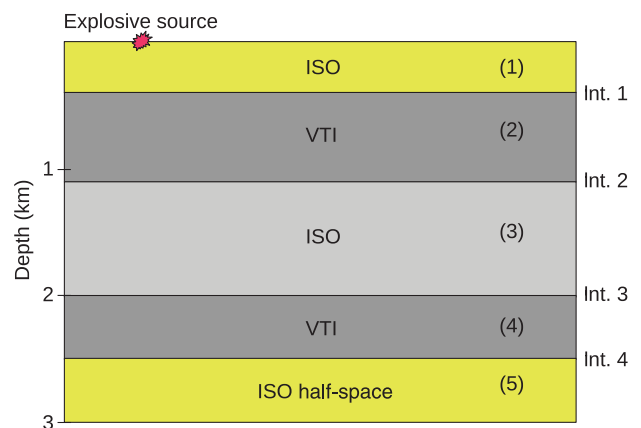 Explosive source
ISO (1)
Int. 1
VTI (2)
1
Int. 2
Depth (km)
ISO (3)
2
Int. 3
VTI (4)
Int. 4
ISO half-space (5)
3